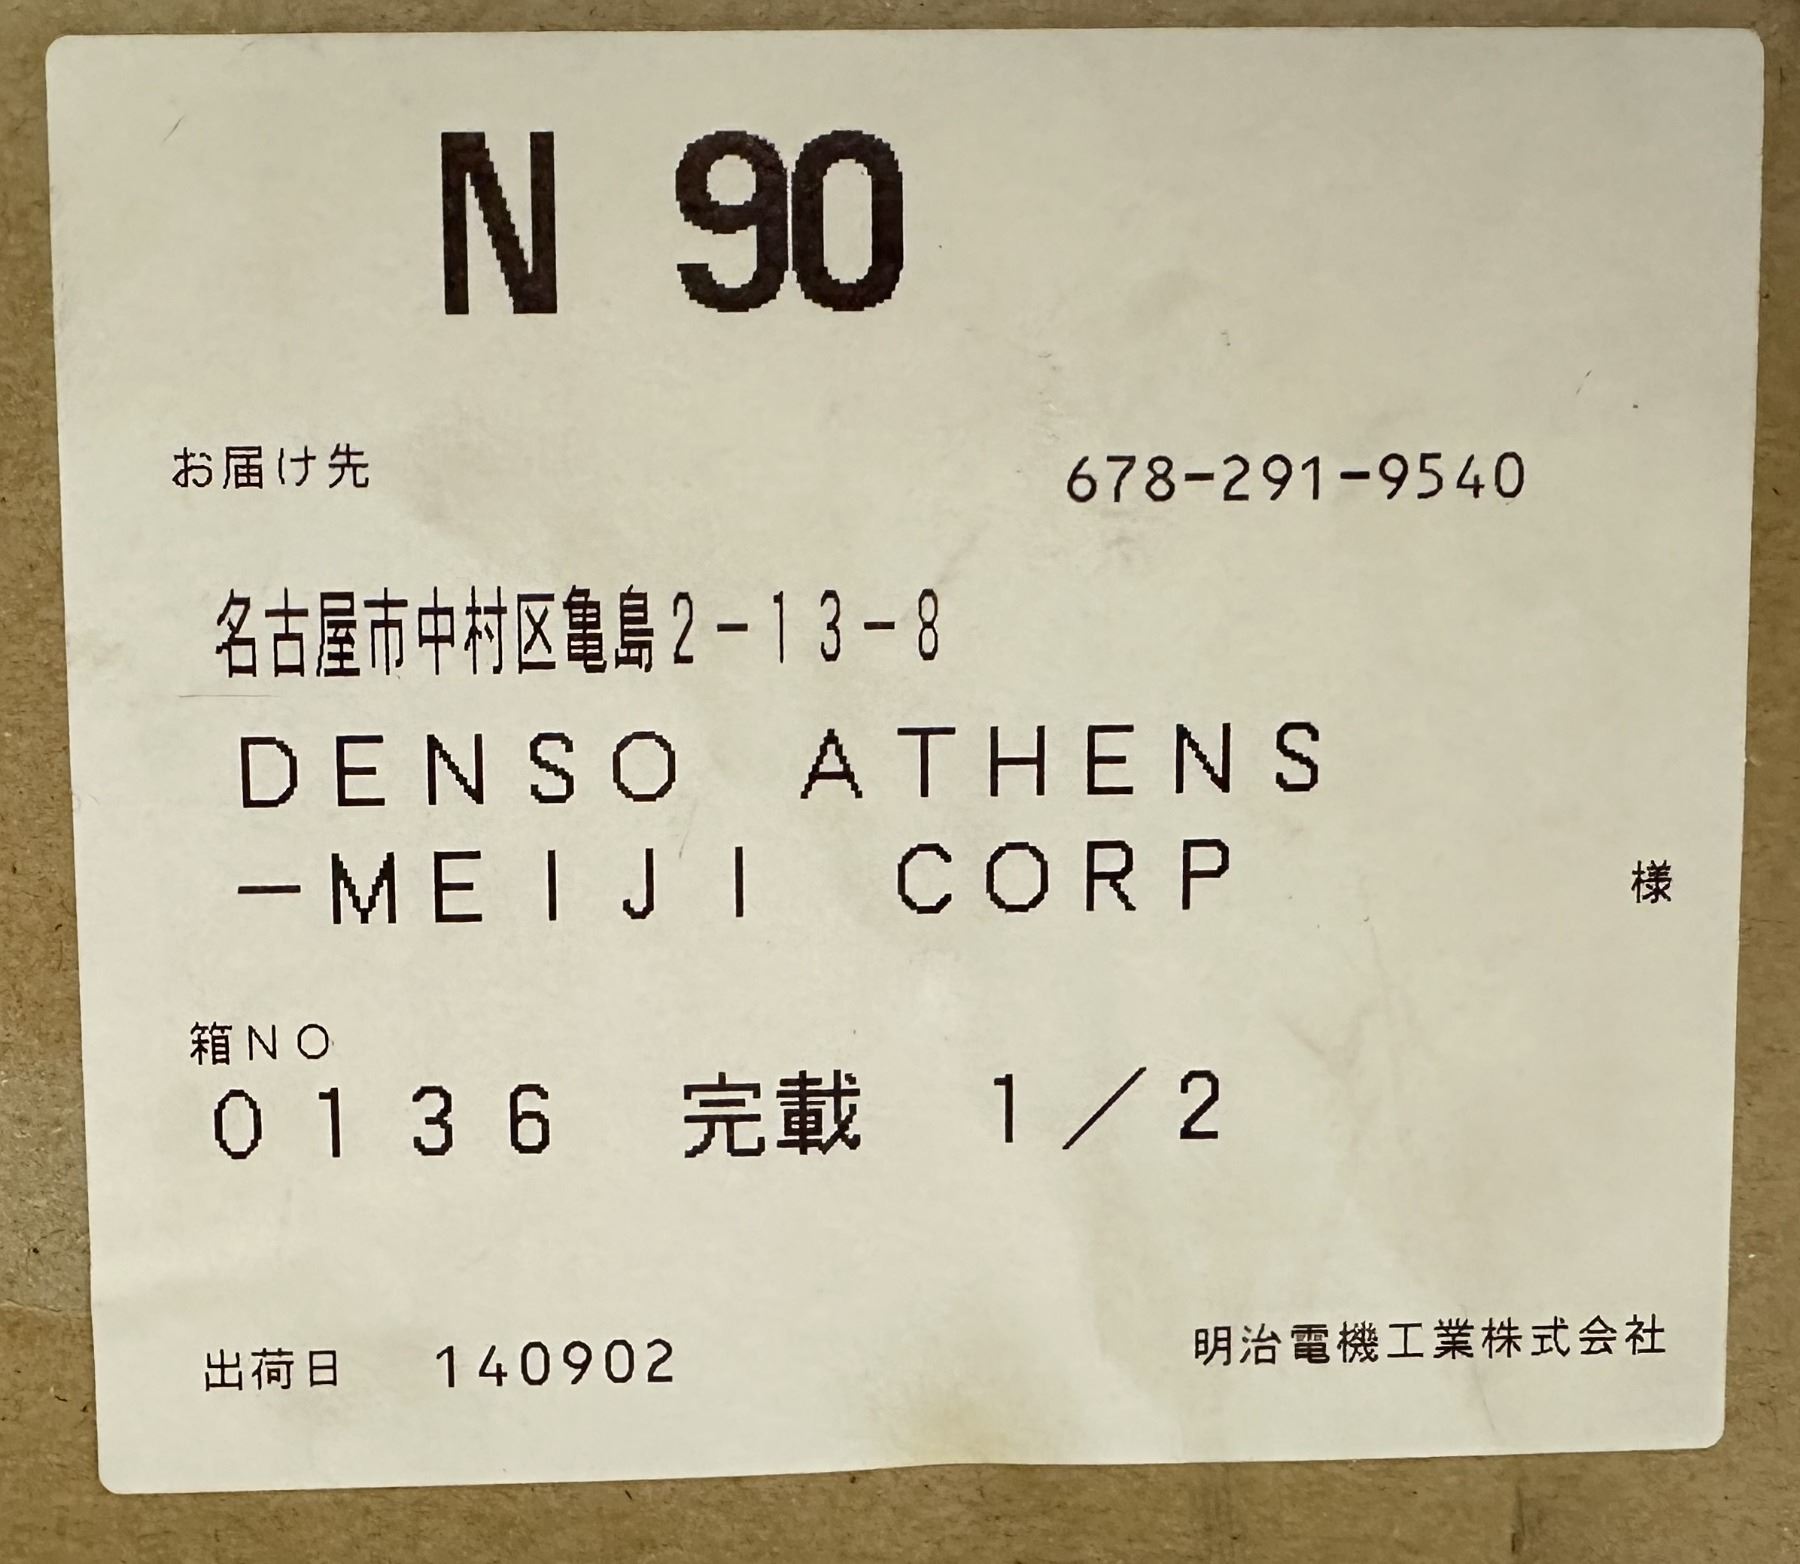 N 90
お届け先 678-291-9540
名古屋市中村区亀島2-13-8
DENSO ATHENS
-MEIJI CORP 様
箱NO
0136 完載 1/2
出荷日 140902 明治電機工業株式会社